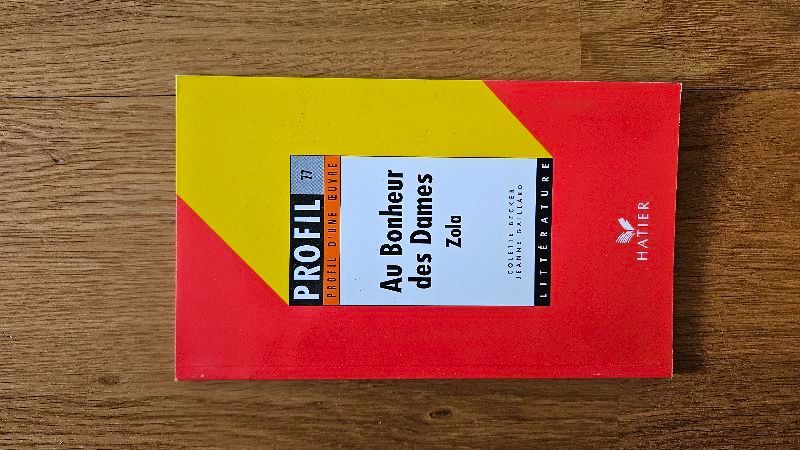 PROFIL 77
PROFIL D'UNE ŒUVRE
Au Bonheur
des Dames
Zola
COLETTE BECKER
JEANNE GAILLARD
LITTÉRATURE
HATIER